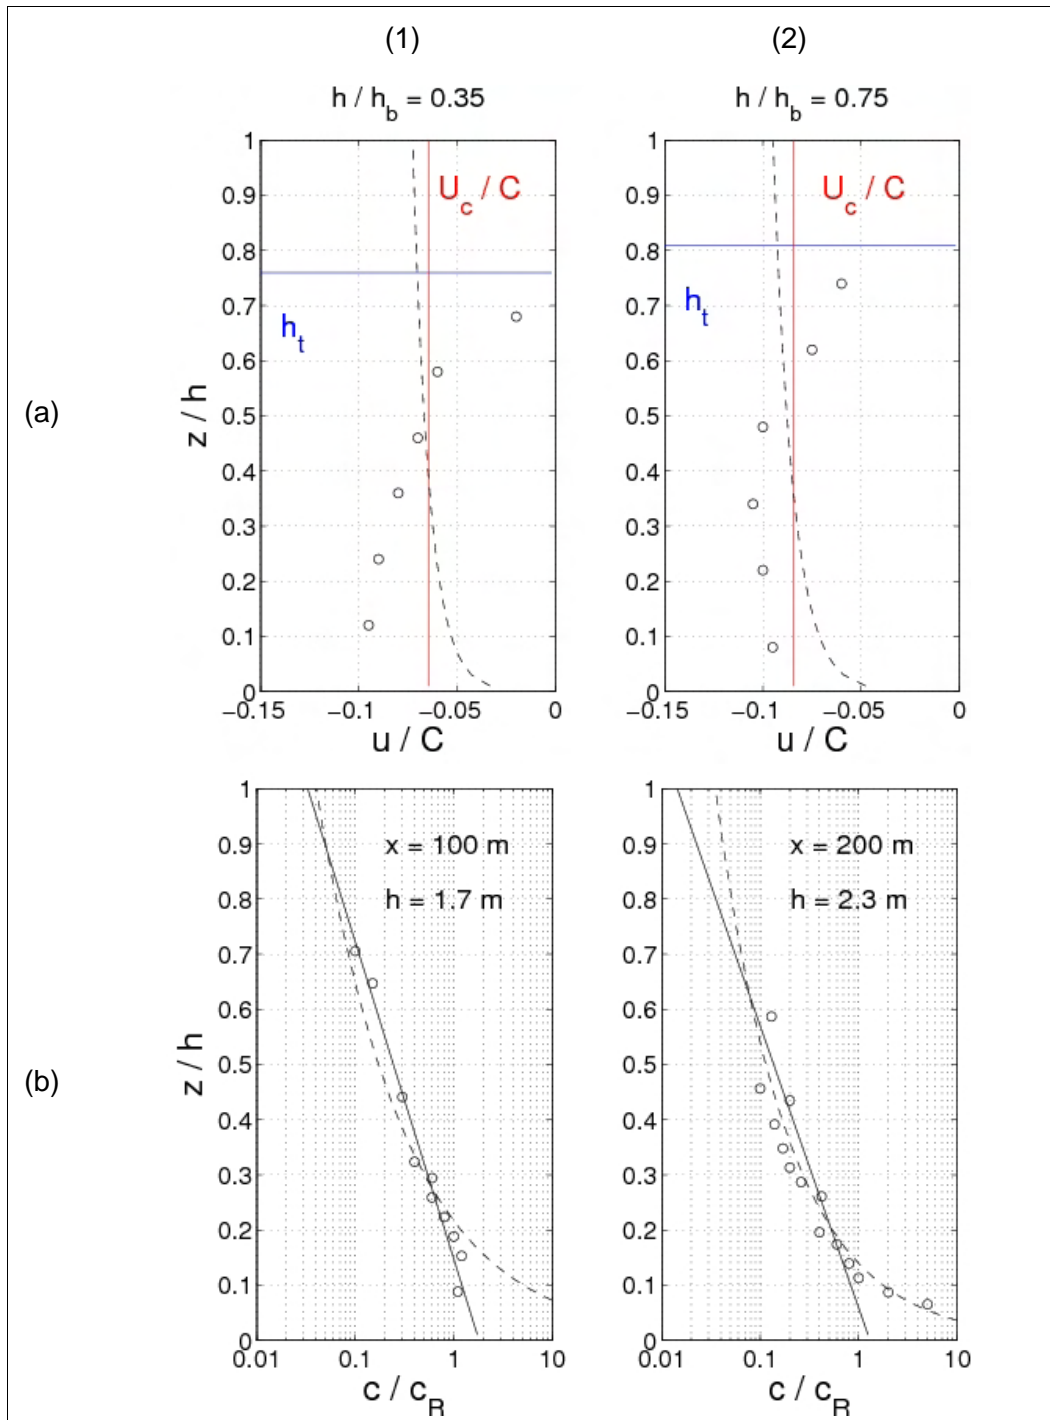 (1) (2)
h / h_b = 0.35
h / h_b = 0.75
(a)
z / h
1
0.9
0.8
0.7
0.6
0.5
0.4
0.3
0.2
0.1
0
U_c / C
h_t
−0.15 −0.1 −0.05 0
u / C
1
0.9
0.8
0.7
0.6
0.5
0.4
0.3
0.2
0.1
0
U_c / C
h_t
−0.15 −0.1 −0.05 0
u / C
(b)
z / h
1
0.9
0.8
0.7
0.6
0.5
0.4
0.3
0.2
0.1
0
x = 100 m
h = 1.7 m
0.01 0.1 1 10
c / c_R
1
0.9
0.8
0.7
0.6
0.5
0.4
0.3
0.2
0.1
0
x = 200 m
h = 2.3 m
0.01 0.1 1 10
c / c_R